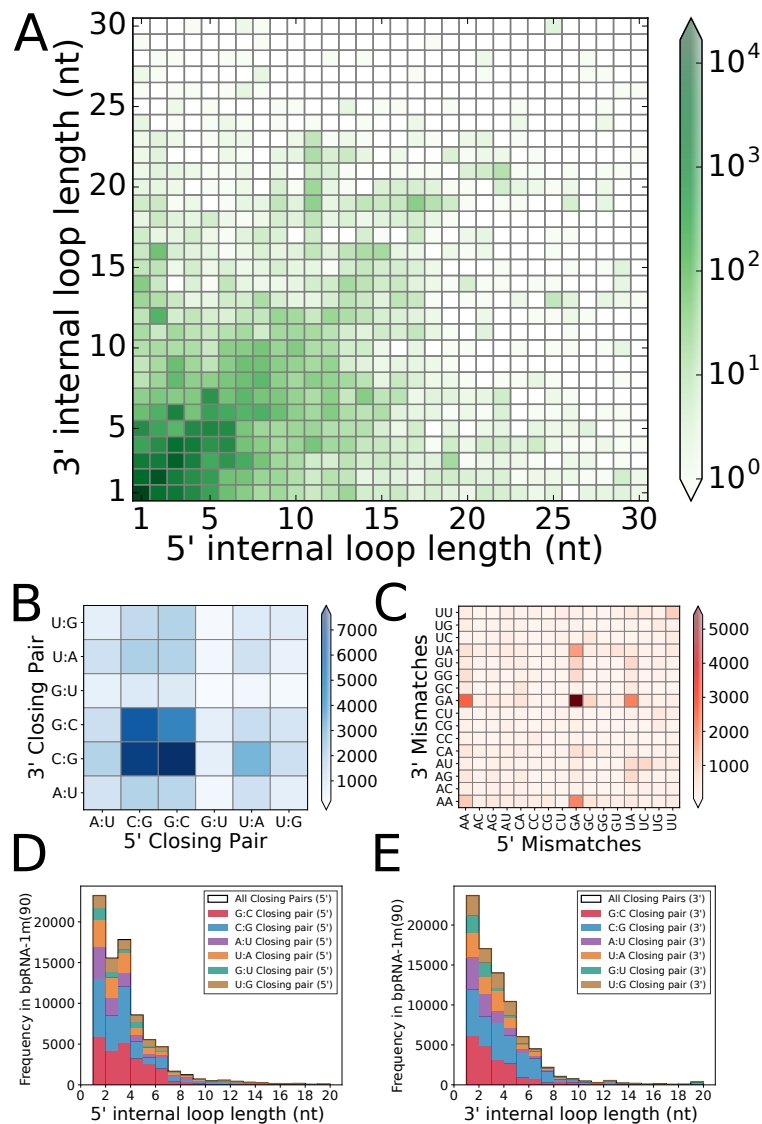 A
3' internal loop length (nt)
30
25
20
15
10
5
1
1 5 10 15 20 25 30
5' internal loop length (nt)
10^4
10^3
10^2
10^1
10^0
B
3' Closing Pair
U:G
U:A
G:U
G:C
C:G
A:U
A:U C:G G:C G:U U:A U:G
5' Closing Pair
7000
6000
5000
4000
3000
2000
1000
C
3' Mismatches
UU
UG
UC
UA
GU
GG
GC
GA
CU
CG
CC
CA
AU
AG
AC
AA
AA AC AG AU CA CC CG CU GA GC GG GU UA UC UG UU
5' Mismatches
5000
4000
3000
2000
1000
D
Frequency in bpRNA-1m(90)
20000
15000
10000
5000
0
0 2 4 6 8 10 12 14 16 18 20
5' internal loop length (nt)
All Closing Pairs (5')
G:C Closing pair (5')
C:G Closing pair (5')
A:U Closing pair (5')
U:A Closing pair (5')
G:U Closing pair (5')
U:G Closing pair (5')
E
Frequency in bpRNA-1m(90)
20000
15000
10000
5000
0
0 2 4 6 8 10 12 14 16 18 20
3' internal loop length (nt)
All Closing Pairs (3')
G:C Closing pair (3')
C:G Closing pair (3')
A:U Closing pair (3')
U:A Closing pair (3')
G:U Closing pair (3')
U:G Closing pair (3')